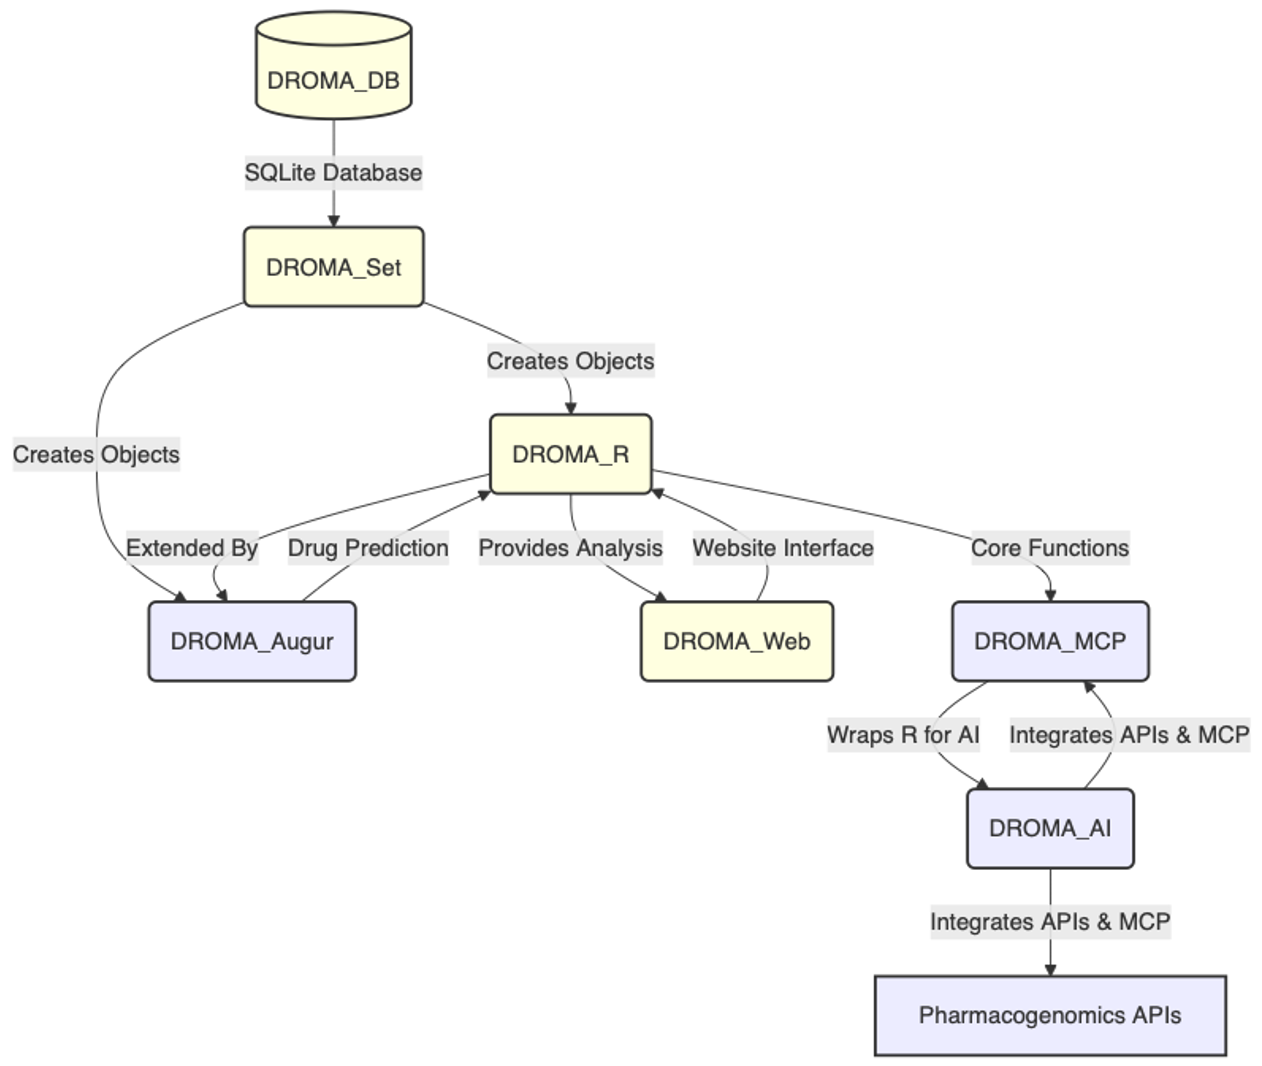 DROMA_DB
SQLite Database
DROMA_Set
Creates Objects
Creates Objects
DROMA_R
Extended By
Drug Prediction
Provides Analysis
Website Interface
Core Functions
DROMA_Augur
DROMA_Web
DROMA_MCP
Wraps R for AI
Integrates APIs & MCP
DROMA_AI
Integrates APIs & MCP
Pharmacogenomics APIs